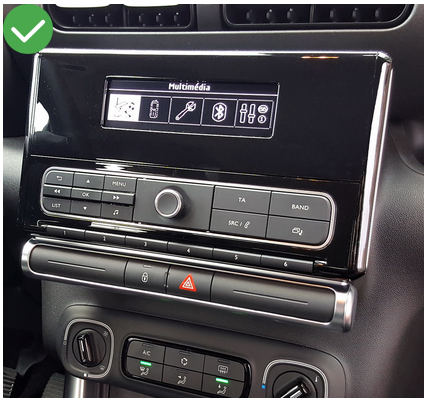 Multimédia
MENU
OK
LIST
TA
BAND
SRC /
1 2 3 4 5 6
A/C